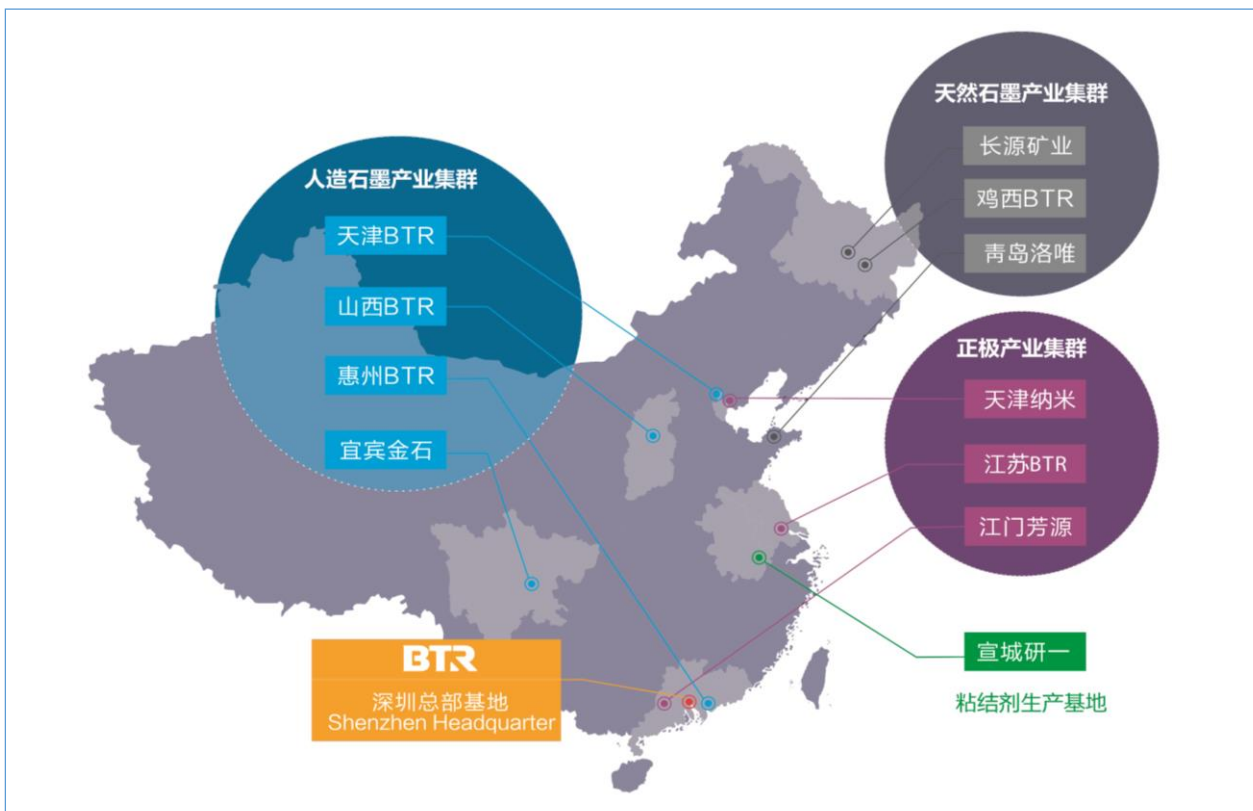 人造石墨产业集群
天津BTR
山西BTR
惠州BTR
宜宾金石
天然石墨产业集群
长源矿业
鸡西BTR
青岛洛唯
正极产业集群
天津纳米
江苏BTR
江门芳源
宣城研一
粘结剂生产基地
BTR
深圳总部基地
Shenzhen Headquarter